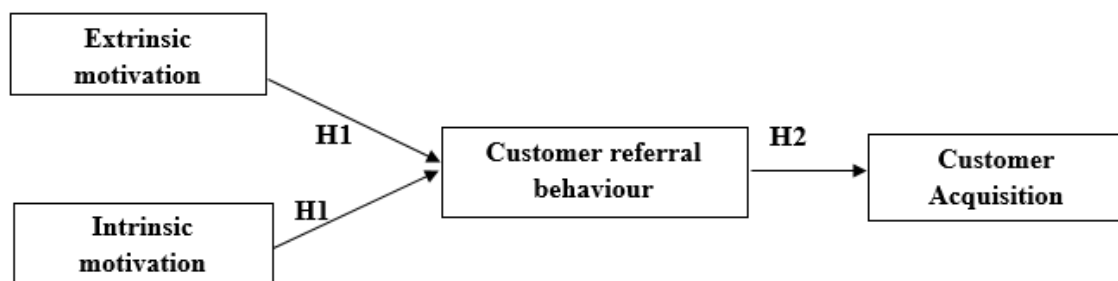 Extrinsic
motivation
H1
Customer referral
behaviour
H2
Customer
Acquisition
H1
Intrinsic
motivation